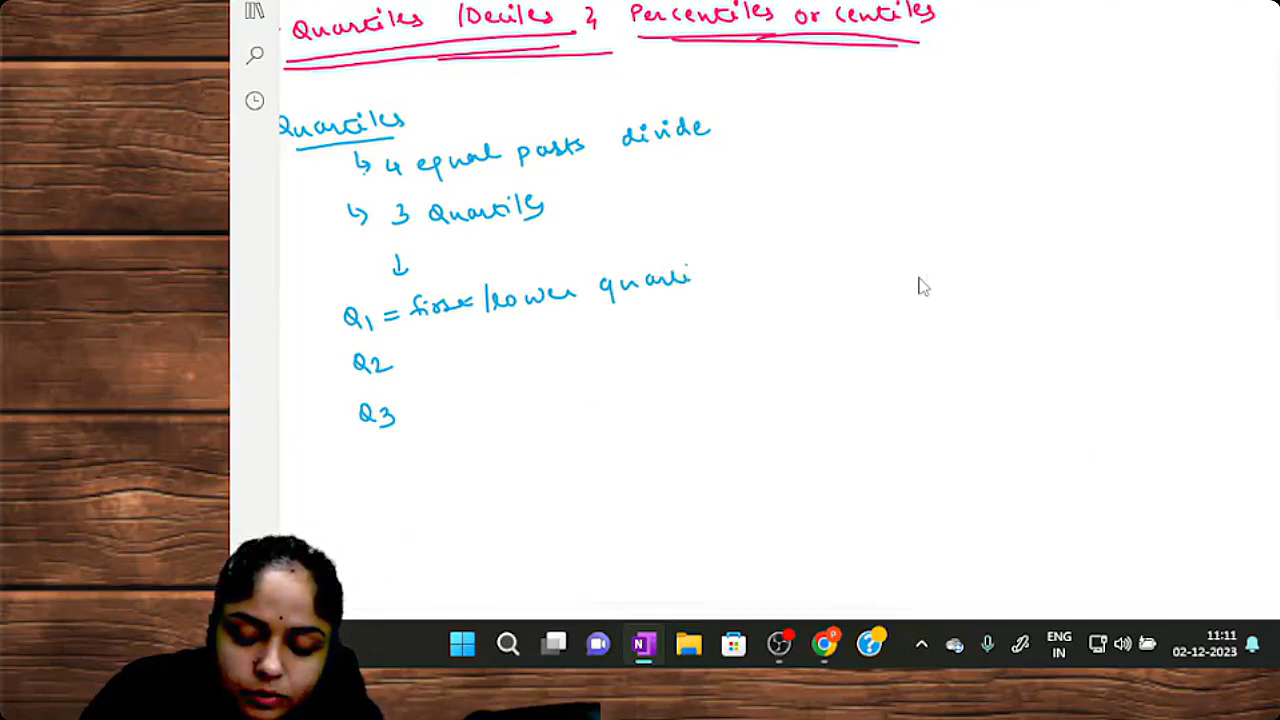 Quartiles /Deciles & Percentiles or Centiles
Quartiles
↳ 4 equal parts divide
↳ 3 Quartiles
↓
Q1 = first/lower quarti
Q2
Q3
ENG
IN
11:11
02-12-2023